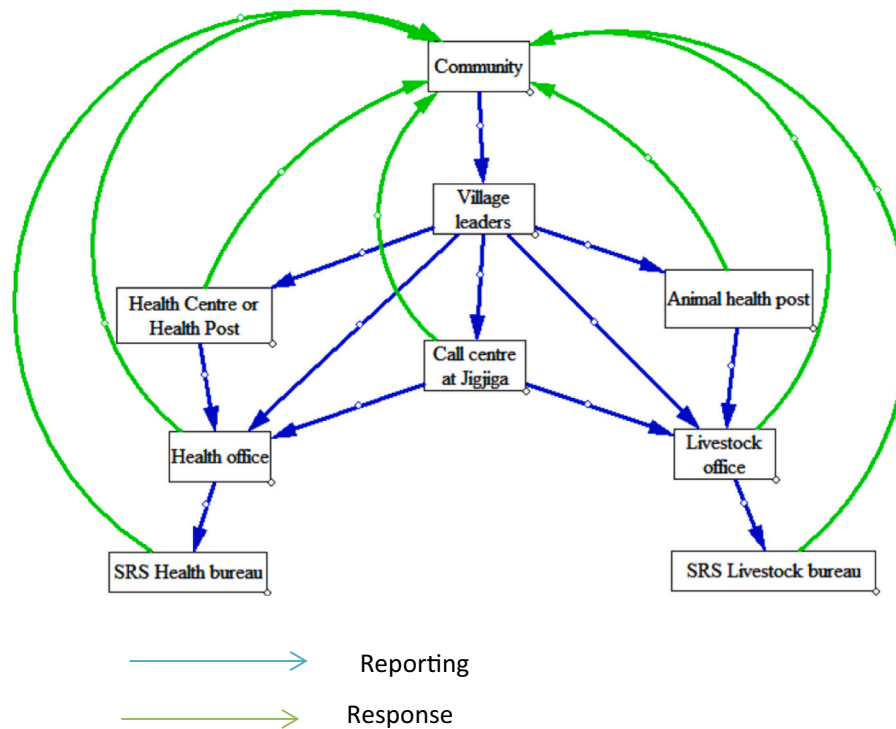 Community
Village
leaders
Health Centre or
Health Post
Animal health post
Call centre
at Jigjiga
Health office
Livestock
office
SRS Health bureau
SRS Livestock bureau
Reporting
Response